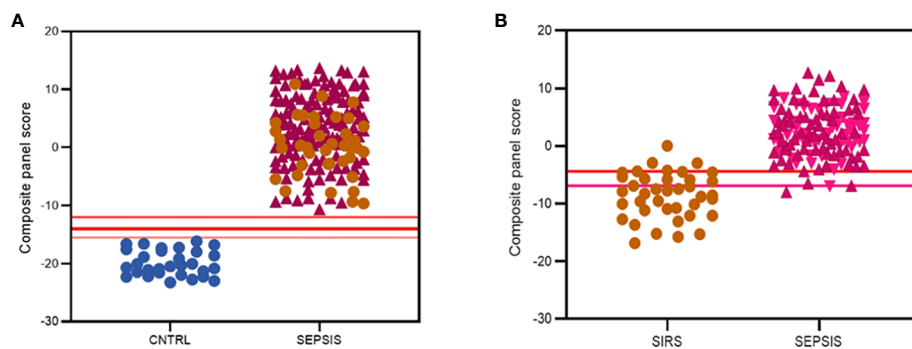 A
Composite panel score
20
10
0
-10
-20
-30
CNTRL SEPSIS
B
Composite panel score
20
10
0
-10
-20
-30
SIRS SEPSIS